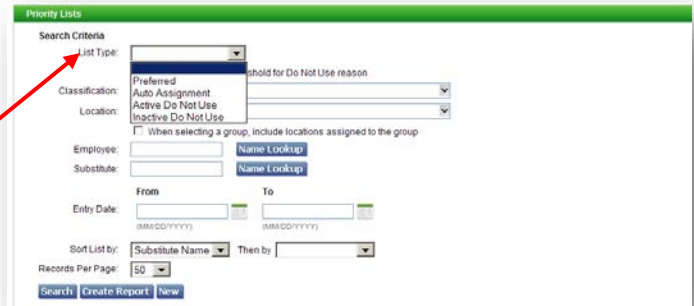 Priority Lists
Search Criteria
List Type:
shold for Do Not Use reason
Preferred
Auto Assignment
Active Do Not Use
Inactive Do Not Use
Classification:
Location:
When selecting a group, include locations assigned to the group
Employee: Name Lookup
Substitute: Name Lookup
From To
Entry Date:
(MM/DD/YYYY) (MM/DD/YYYY)
Sort List by: Substitute Name Then by
Records Per Page: 50
Search Create Report New